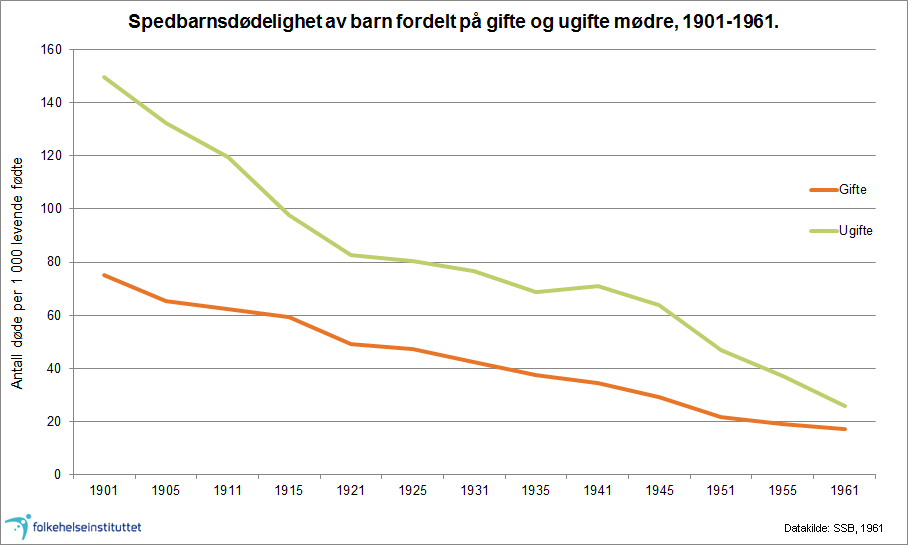 Spedbarnsdødelighet av barn fordelt på gifte og ugifte mødre, 1901-1961.
Antall døde per 1 000 levende fødte
160
140
120
100
80
60
40
20
0
Gifte
Ugifte
1901 1905 1911 1915 1921 1925 1931 1935 1941 1945 1951 1955 1961
folkehelseinstituttet
Datakilde: SSB, 1961